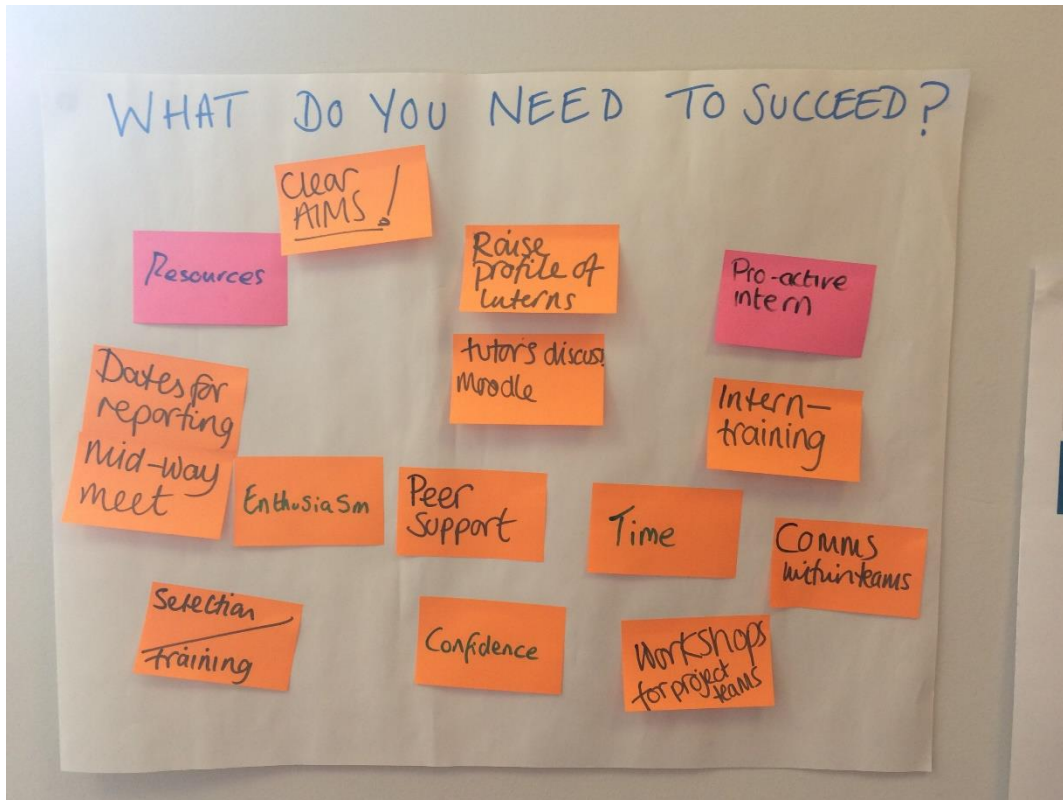 WHAT DO YOU NEED TO SUCCEED?
Clear
AIMS!
Resources
Raise
profile of
Interns
Pro-active
intern
tutors discuss
Moodle
Dates for
reporting
Mid-way
meet
Intern-
training
Enthusiasm
Peer
Support
Time
Comms
within teams
Selection
Training
Confidence
Workshops
for project
teams